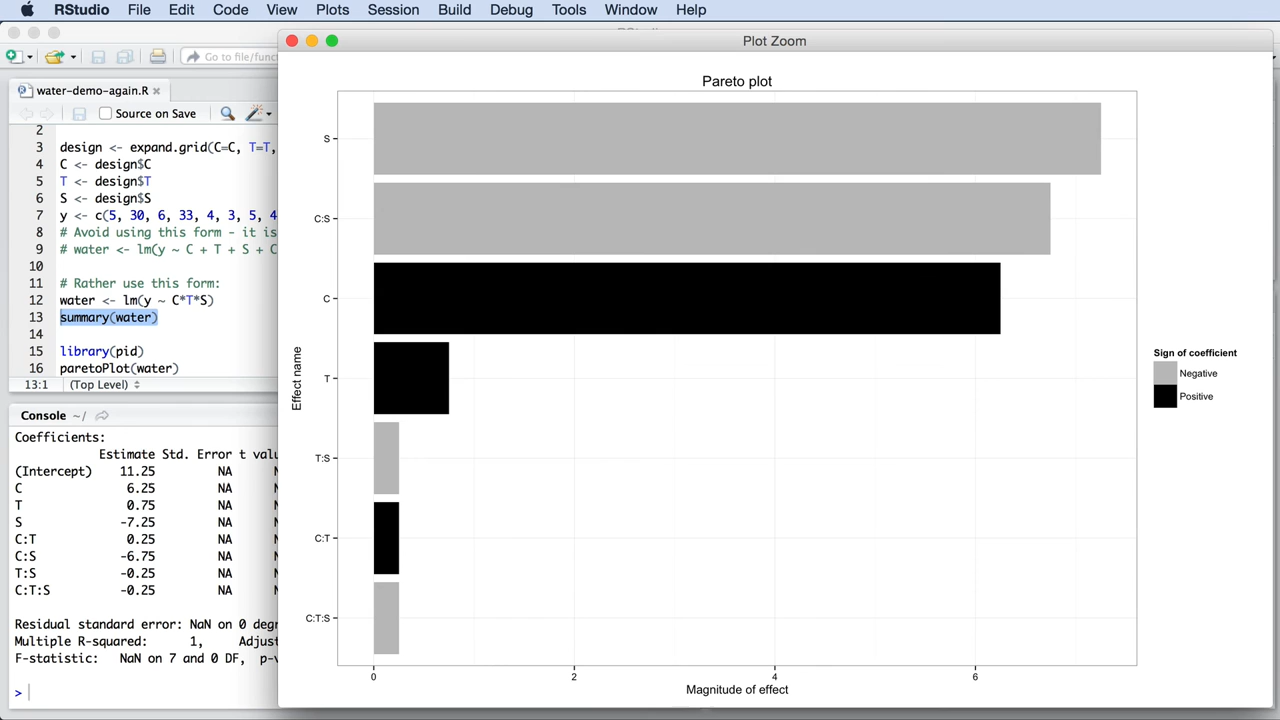 RStudio File Edit Code View Plots Session Build Debug Tools Window Help
Plot Zoom
Go to file/func
water-demo-again.R
Source on Save
2
3 design <- expand.grid(C=C, T=T,
4 C <- design$C
5 T <- design$T
6 S <- design$S
7 y <- c(5, 30, 6, 33, 4, 3, 5, 4
8 # Avoid using this form - it is
9 # water <- lm(y ~ C + T + S + C
10
11 # Rather use this form:
12 water <- lm(y ~ C*T*S)
13 summary(water)
14
15 library(pid)
16 paretoPlot(water)
13:1 (Top Level)
Console ~/
Coefficients:
Estimate Std. Error t valu
(Intercept) 11.25 NA
C 6.25 NA
T 0.75 NA
S -7.25 NA
C:T 0.25 NA
C:S -6.75 NA
T:S -0.25 NA
C:T:S -0.25 NA
Residual standard error: NaN on 0 degr
Multiple R-squared: 1, Adjust
F-statistic: NaN on 7 and 0 DF, p-v
>
Pareto plot
S
C:S
C
T
T:S
C:T
C:T:S
Effect name
0 2 4 6
Magnitude of effect
Sign of coefficient
Negative
Positive